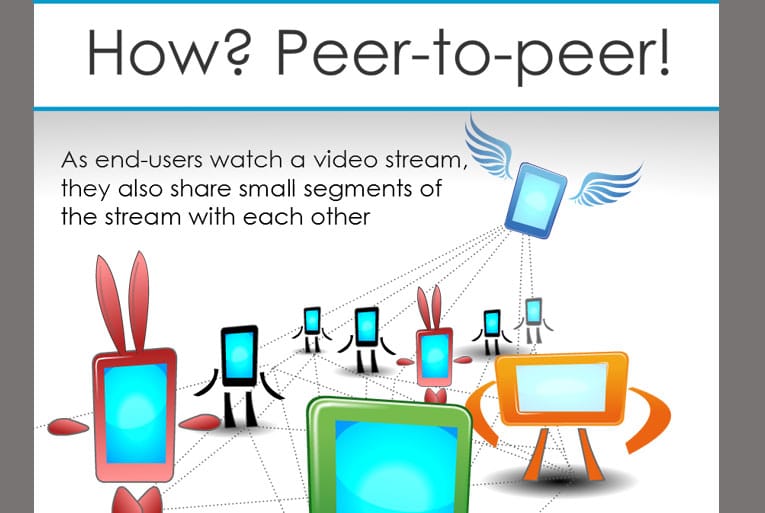 How? Peer-to-peer!
As end-users watch a video stream,
they also share small segments of
the stream with each other